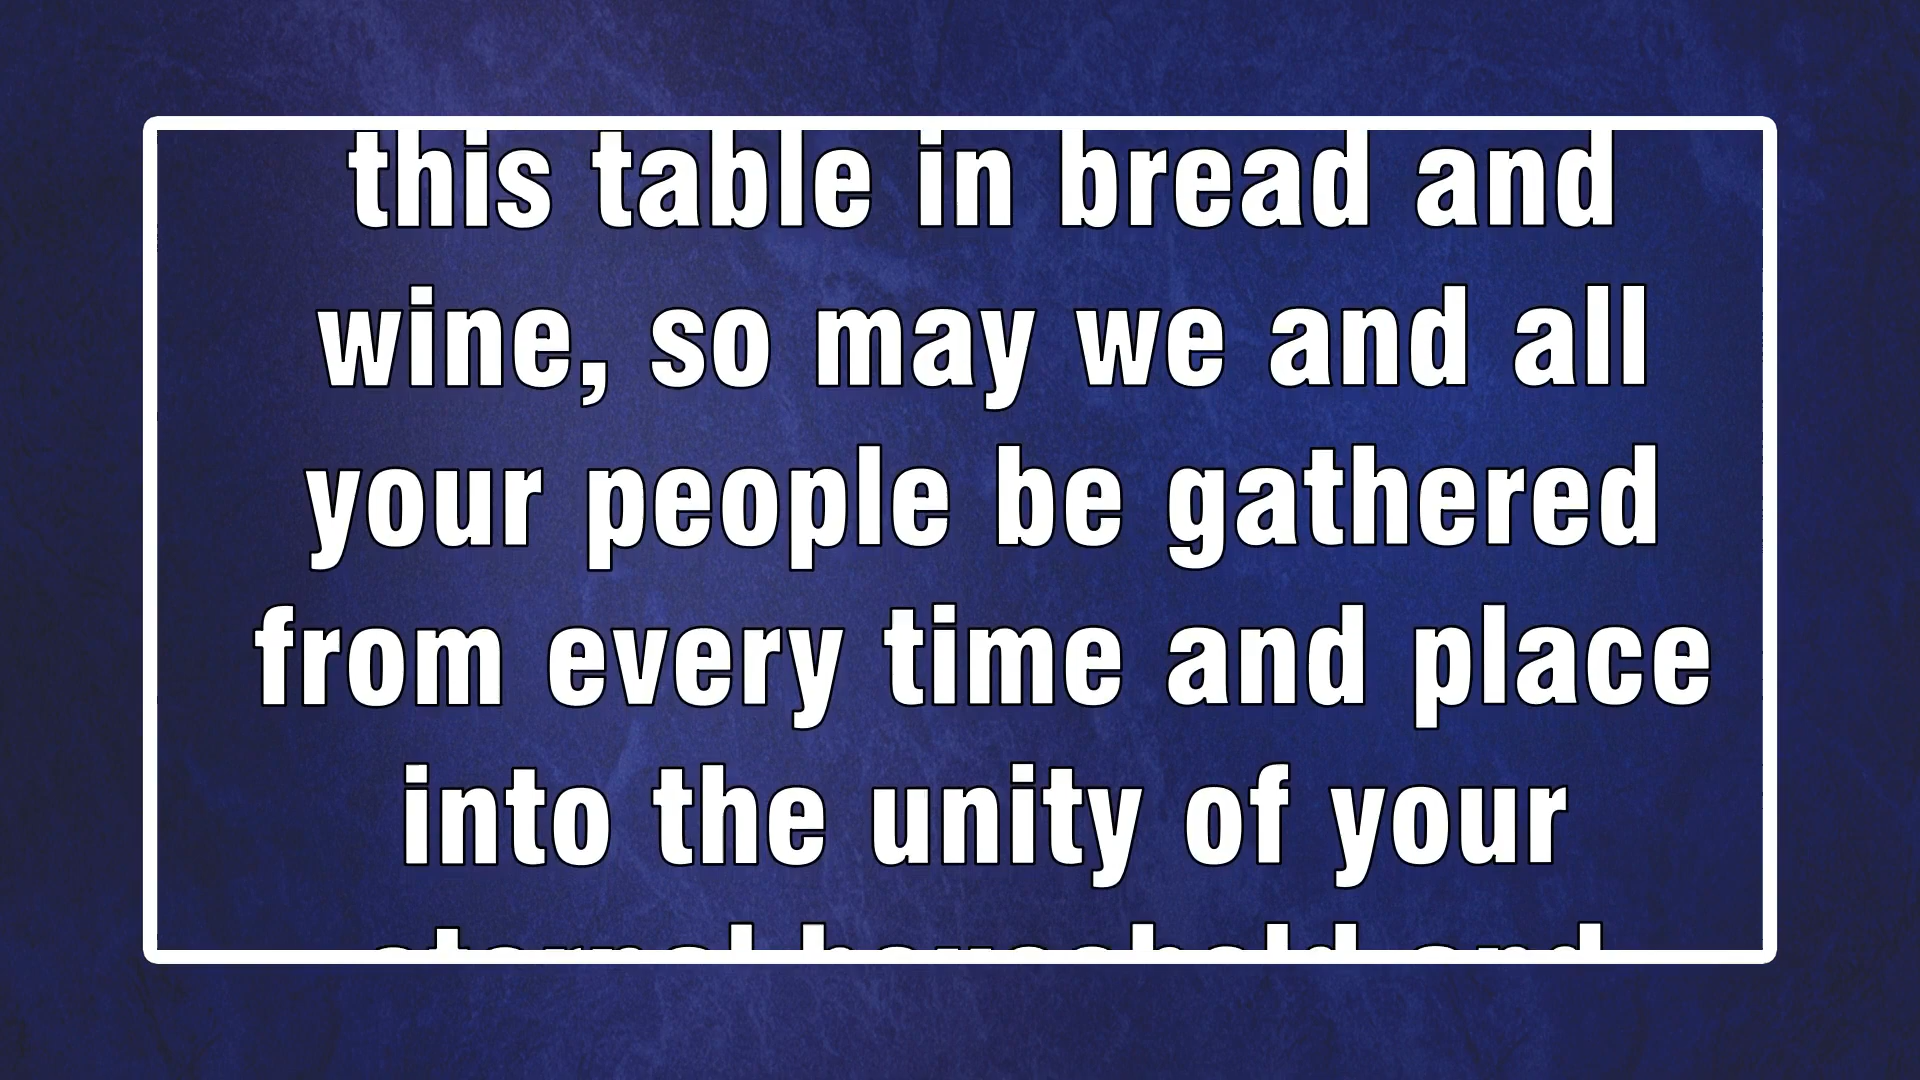 this table in bread and
wine, so may we and all
your people be gathered
from every time and place
into the unity of your